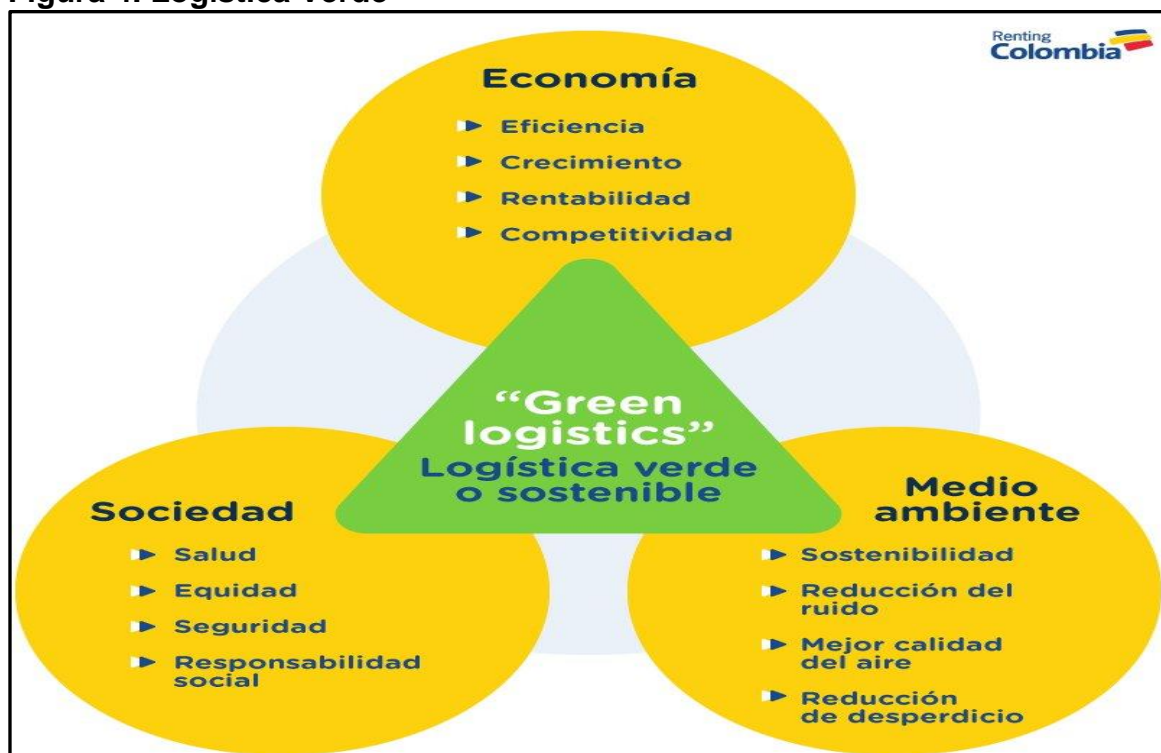 Figura 4. Logística Verde
Renting
Colombia
Economía
Eficiencia
Crecimiento
Rentabilidad
Competitividad
“Green
logistics”
Logística verde
o sostenible
Sociedad
Salud
Equidad
Seguridad
Responsabilidad
social
Medio
ambiente
Sostenibilidad
Reducción del
ruido
Mejor calidad
del aire
Reducción
de desperdicio